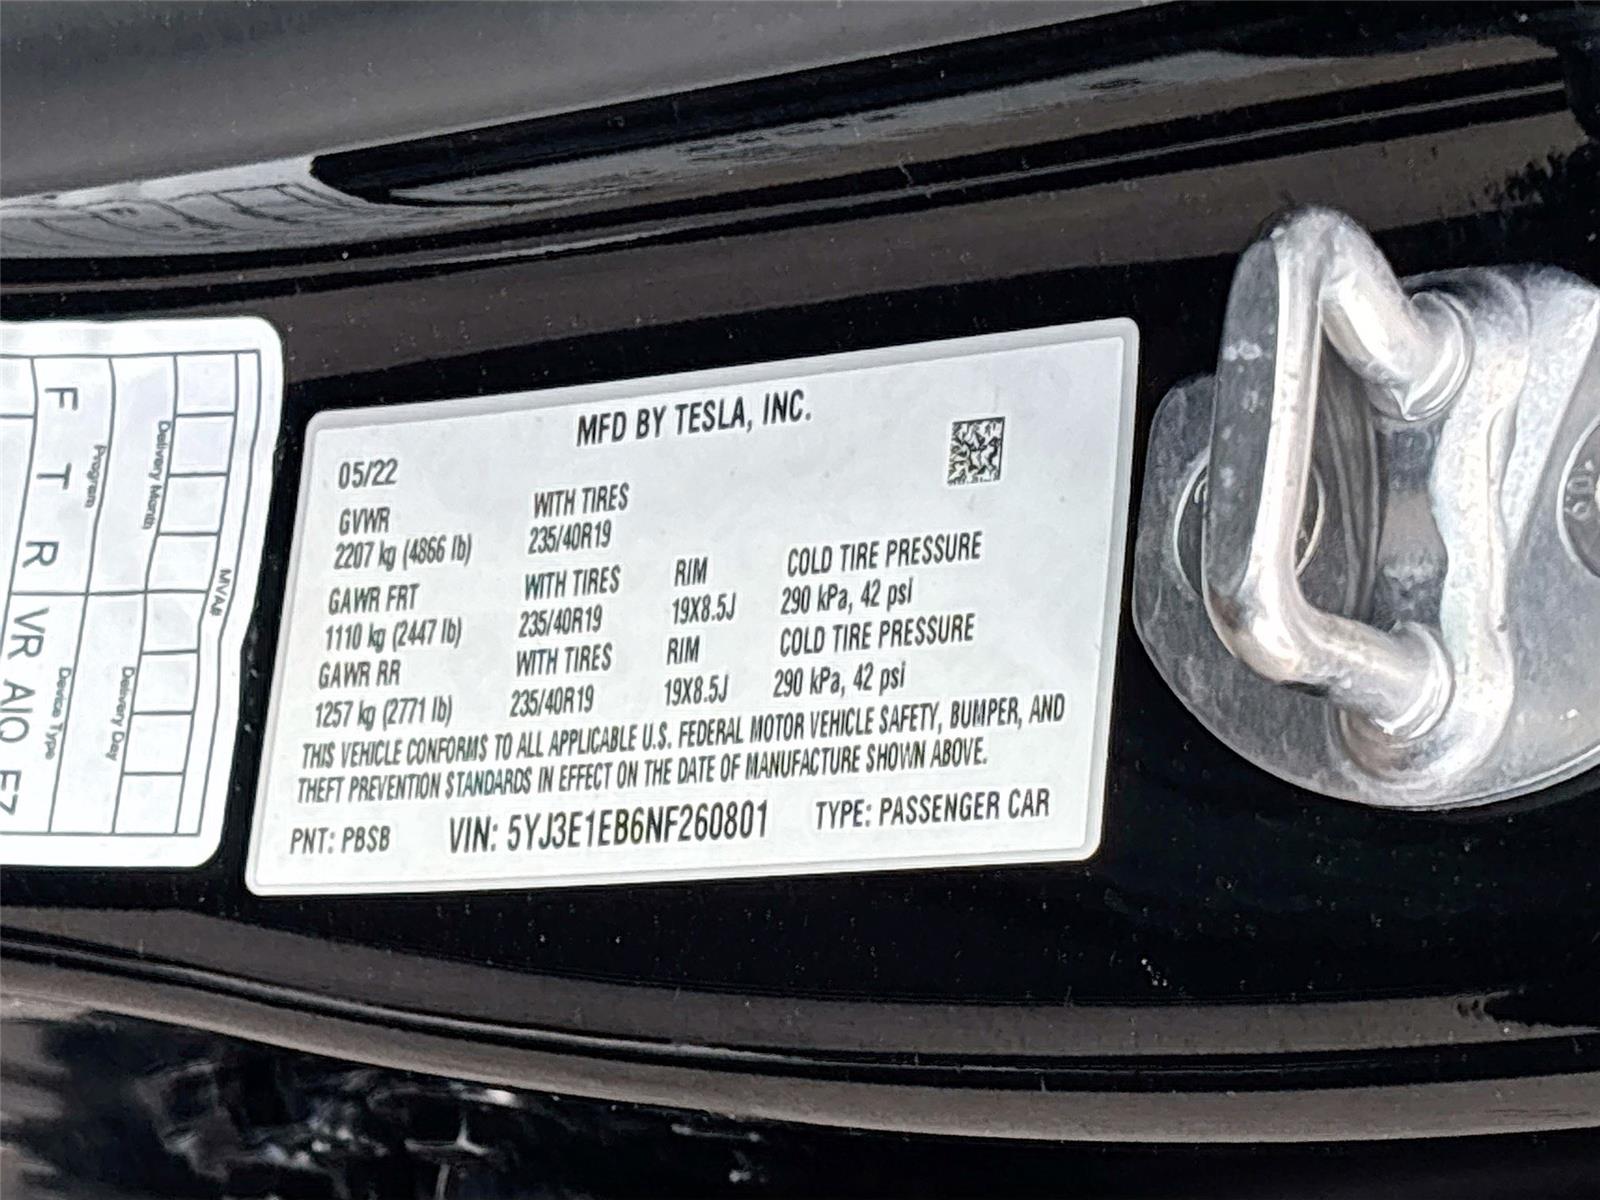 MFD BY TESLA, INC.
05/22
GVWR WITH TIRES
2207 kg (4866 lb) 235/40R19
GAWR FRT WITH TIRES RIM COLD TIRE PRESSURE
1110 kg (2447 lb) 235/40R19 19X8.5J 290 kPa, 42 psi
GAWR RR WITH TIRES RIM COLD TIRE PRESSURE
1257 kg (2771 lb) 235/40R19 19X8.5J 290 kPa, 42 psi
THIS VEHICLE CONFORMS TO ALL APPLICABLE U.S. FEDERAL MOTOR VEHICLE SAFETY, BUMPER, AND
THEFT PREVENTION STANDARDS IN EFFECT ON THE DATE OF MANUFACTURE SHOWN ABOVE.
PNT: PBSB VIN: 5YJ3E1EB6NF260801 TYPE: PASSENGER CAR
MVA#
Delivery Month Delivery Day
Program Device Type
F T R VR AIQ